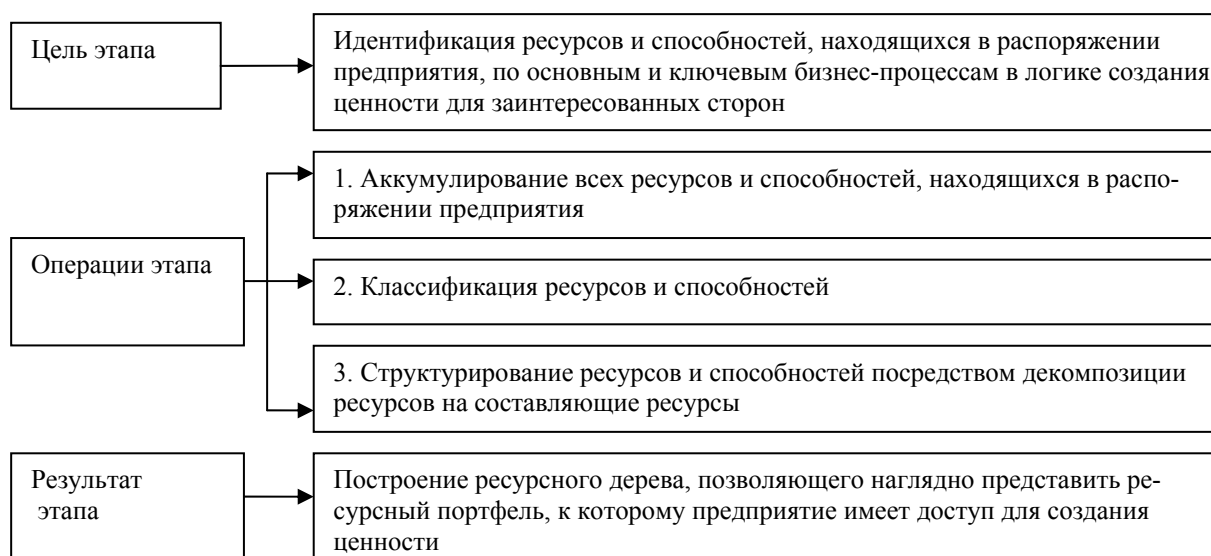 Цель этапа
Идентификация ресурсов и способностей, находящихся в распоряжении
предприятия, по основным и ключевым бизнес-процессам в логике создания
ценности для заинтересованных сторон
Операции этапа
1. Аккумулирование всех ресурсов и способностей, находящихся в распо-
ряжении предприятия
2. Классификация ресурсов и способностей
3. Структурирование ресурсов и способностей посредством декомпозиции
ресурсов на составляющие ресурсы
Результат
этапа
Построение ресурсного дерева, позволяющего наглядно представить ре-
сурсный портфель, к которому предприятие имеет доступ для создания
ценности